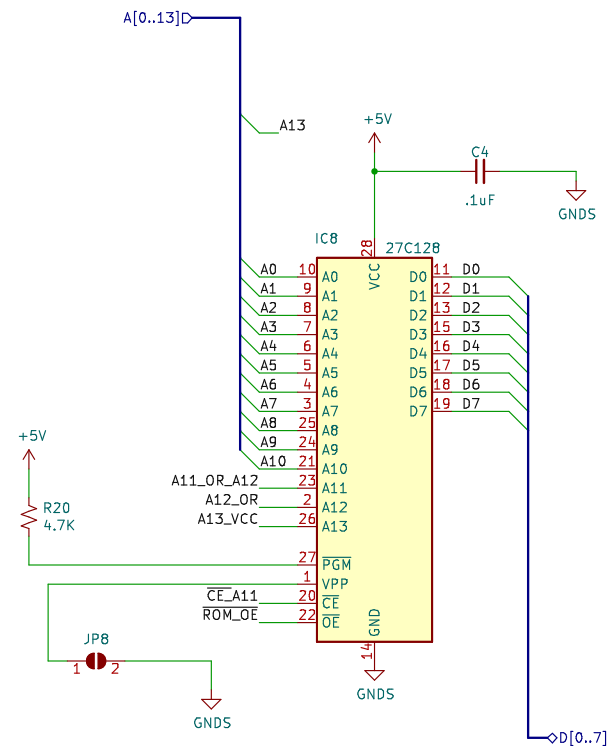 A[0..13]
A13
+5V
C4
.1uF
GNDS
IC8
27C128
28
VCC
A0 10 A0 D0 11 D0
A1 9 A1 D1 12 D1
A2 8 A2 D2 13 D2
A3 7 A3 D3 15 D3
A4 6 A4 D4 16 D4
A5 5 A5 D5 17 D5
A6 4 A6 D6 18 D6
A7 3 A7 D7 19 D7
A8 25 A8
A9 24 A9
A10 21 A10
A11_OR_A12 23 A11
A12_OR 2 A12
A13_VCC 26 A13
+5V
R20
4.7K
27 PGM
1 VPP
CE_A11 20 CE
ROM_OE 22 OE
GND
14
GNDS
JP8
1 2
GNDS
D[0..7]